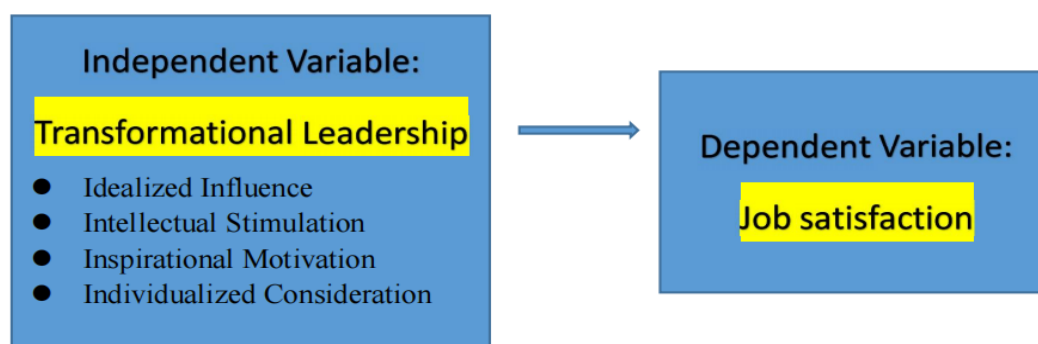 Independent Variable:
Transformational Leadership
● Idealized Influence
● Intellectual Stimulation
● Inspirational Motivation
● Individualized Consideration
Dependent Variable:
Job satisfaction